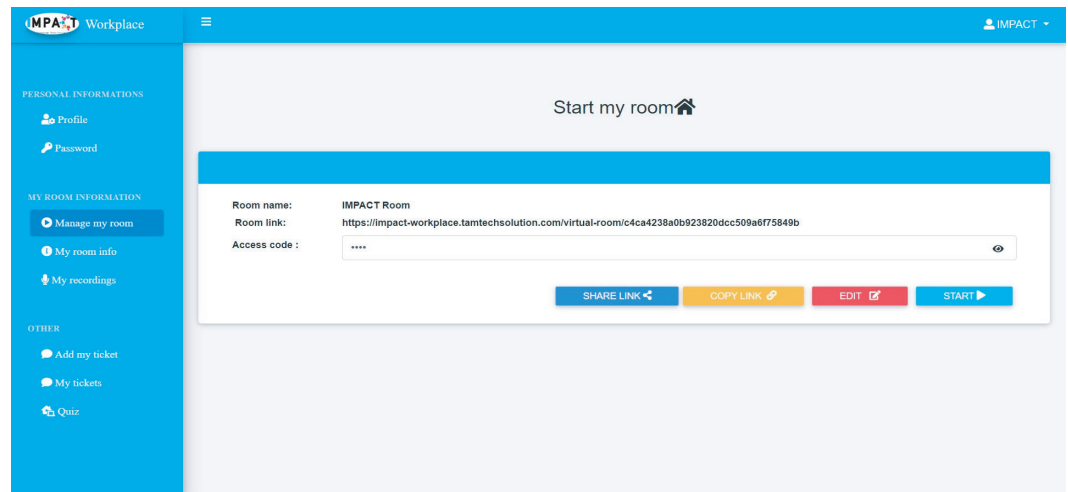 IMPACT Workplace
IMPACT
PERSONAL INFORMATIONS
Profile
Password
MY ROOM INFORMATION
Manage my room
My room info
My recordings
OTHER
Add my ticket
My tickets
Quiz
Start my room
Room name: IMPACT Room
Room link: https://impact-workplace.tamtechsolution.com/virtual-room/c4ca4238a0b923820dcc509a6f75849b
Access code : ****
SHARE LINK COPY LINK EDIT START